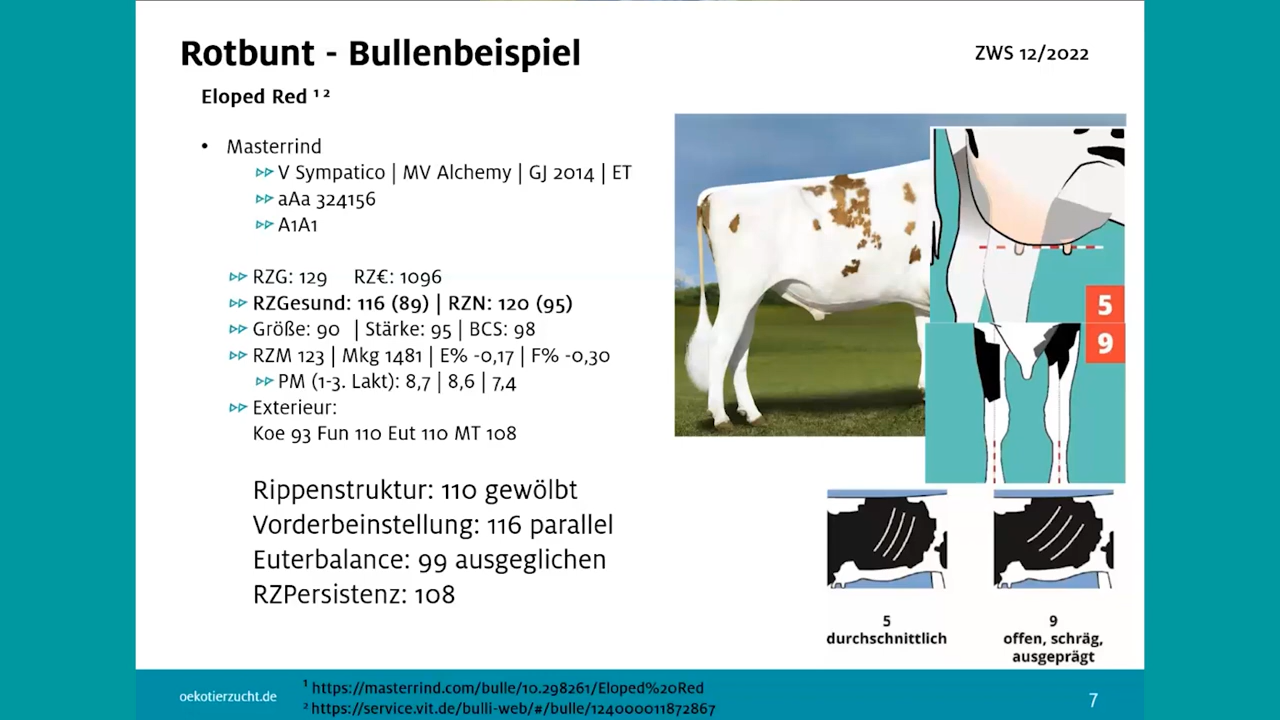 Rotbunt - Bullenbeispiel
ZWS 12/2022
Eloped Red ¹ ²
• Masterrind
V Sympatico | MV Alchemy | GJ 2014 | ET
aAa 324156
A1A1
RZG: 129 RZ€: 1096
RZGesund: 116 (89) | RZN: 120 (95)
Größe: 90 | Stärke: 95 | BCS: 98
RZM 123 | Mkg 1481 | E% -0,17 | F% -0,30
PM (1-3. Lakt): 8,7 | 8,6 | 7,4
Exterieur:
Koe 93 Fun 110 Eut 110 MT 108
Rippenstruktur: 110 gewölbt
Vorderbeinstellung: 116 parallel
Euterbalance: 99 ausgeglichen
RZPersistenz: 108
5
9
5
durchschnittlich
9
offen, schräg,
ausgeprägt
oekotierzucht.de
¹ https://masterrind.com/bulle/10.298261/Eloped%20Red
² https://service.vit.de/bulli-web/#/bulle/124000011872867
7